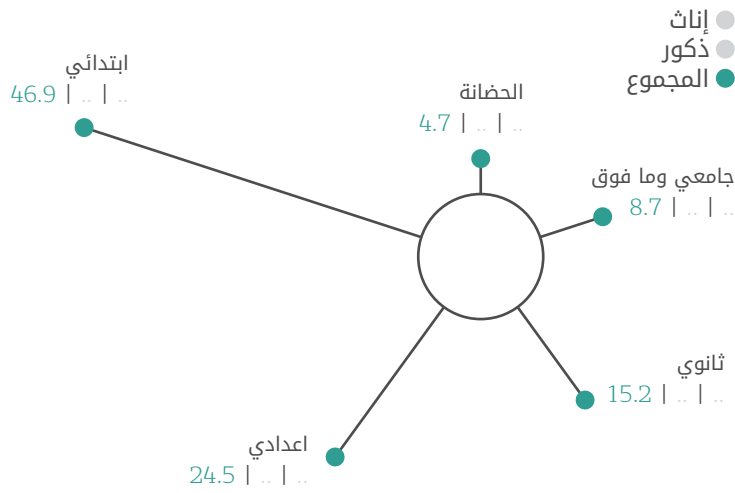 إناث
ذكور
المجموع
ابتدائي
46.9 | .. | ..
الحضانة
4.7 | .. | ..
جامعي وما فوق
8.7 | .. | ..
ثانوي
15.2 | .. | ..
اعدادي
24.5 | .. | ..